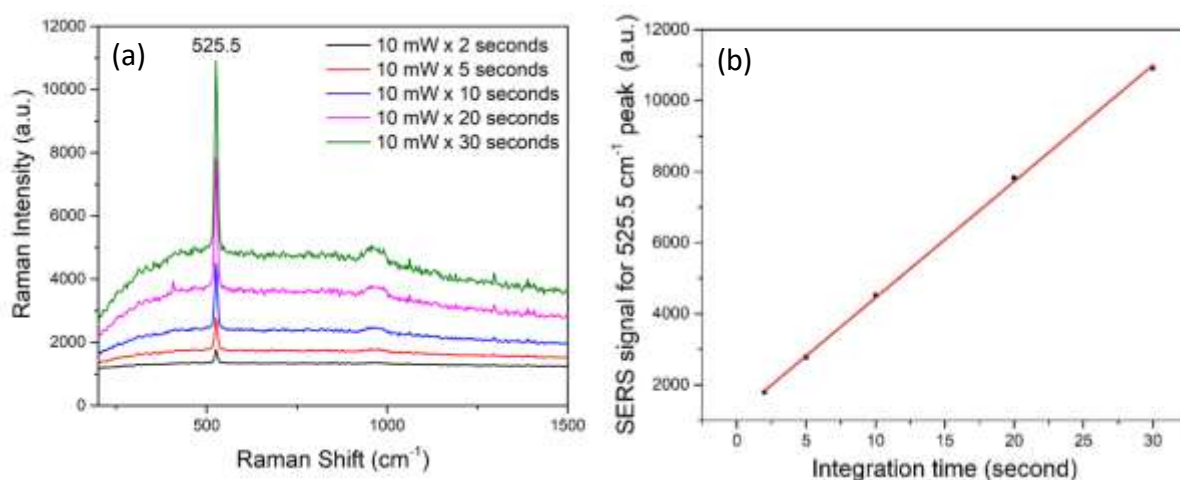 (a)
525.5
10 mW x 2 seconds
10 mW x 5 seconds
10 mW x 10 seconds
10 mW x 20 seconds
10 mW x 30 seconds
12000
10000
8000
6000
4000
2000
0
Raman Intensity (a.u.)
500
1000
1500
Raman Shift (cm⁻¹)
(b)
12000
10000
8000
6000
4000
2000
SERS signal for 525.5 cm⁻¹ peak (a.u.)
0
5
10
15
20
25
30
Integration time (second)